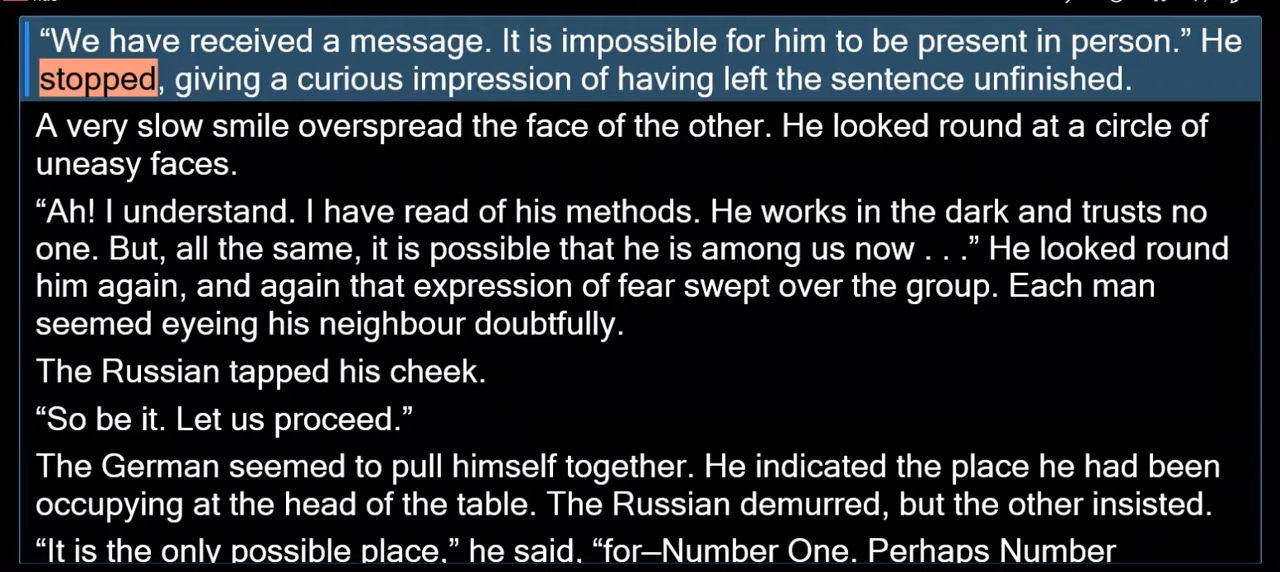 “We have received a message. It is impossible for him to be present in person.” He
stopped, giving a curious impression of having left the sentence unfinished.
A very slow smile overspread the face of the other. He looked round at a circle of
uneasy faces.
“Ah! I understand. I have read of his methods. He works in the dark and trusts no
one. But, all the same, it is possible that he is among us now . . .” He looked round
him again, and again that expression of fear swept over the group. Each man
seemed eyeing his neighbour doubtfully.
The Russian tapped his cheek.
“So be it. Let us proceed.”
The German seemed to pull himself together. He indicated the place he had been
occupying at the head of the table. The Russian demurred, but the other insisted.
“It is the only possible place,” he said, “for—Number One. Perhaps Number